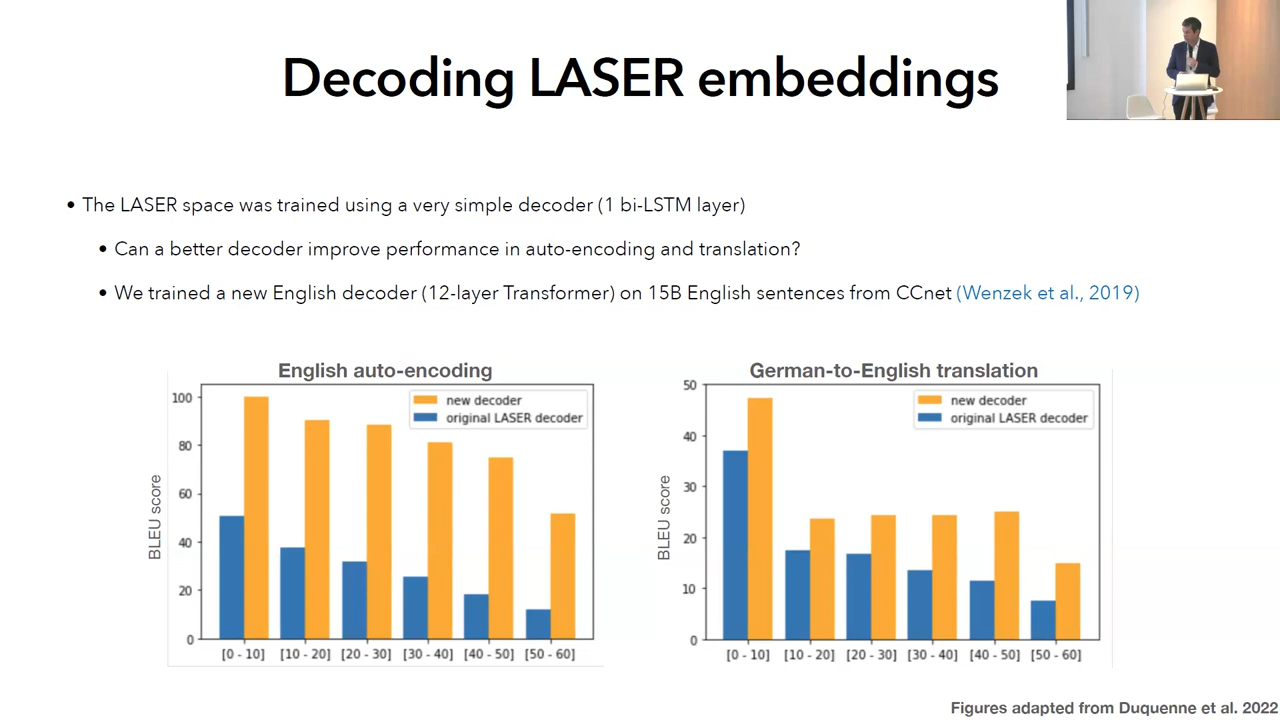 Decoding LASER embeddings
• The LASER space was trained using a very simple decoder (1 bi-LSTM layer)
• Can a better decoder improve performance in auto-encoding and translation?
• We trained a new English decoder (12-layer Transformer) on 15B English sentences from CCnet (Wenzek et al., 2019)
English auto-encoding
new decoder
original LASER decoder
BLEU score
100
80
60
40
20
0
[0 - 10] [10 - 20] [20 - 30] [30 - 40] [40 - 50] [50 - 60]
German-to-English translation
new decoder
original LASER decoder
BLEU score
50
40
30
20
10
0
[0 - 10] [10 - 20] [20 - 30] [30 - 40] [40 - 50] [50 - 60]
Figures adapted from Duquenne et al. 2022